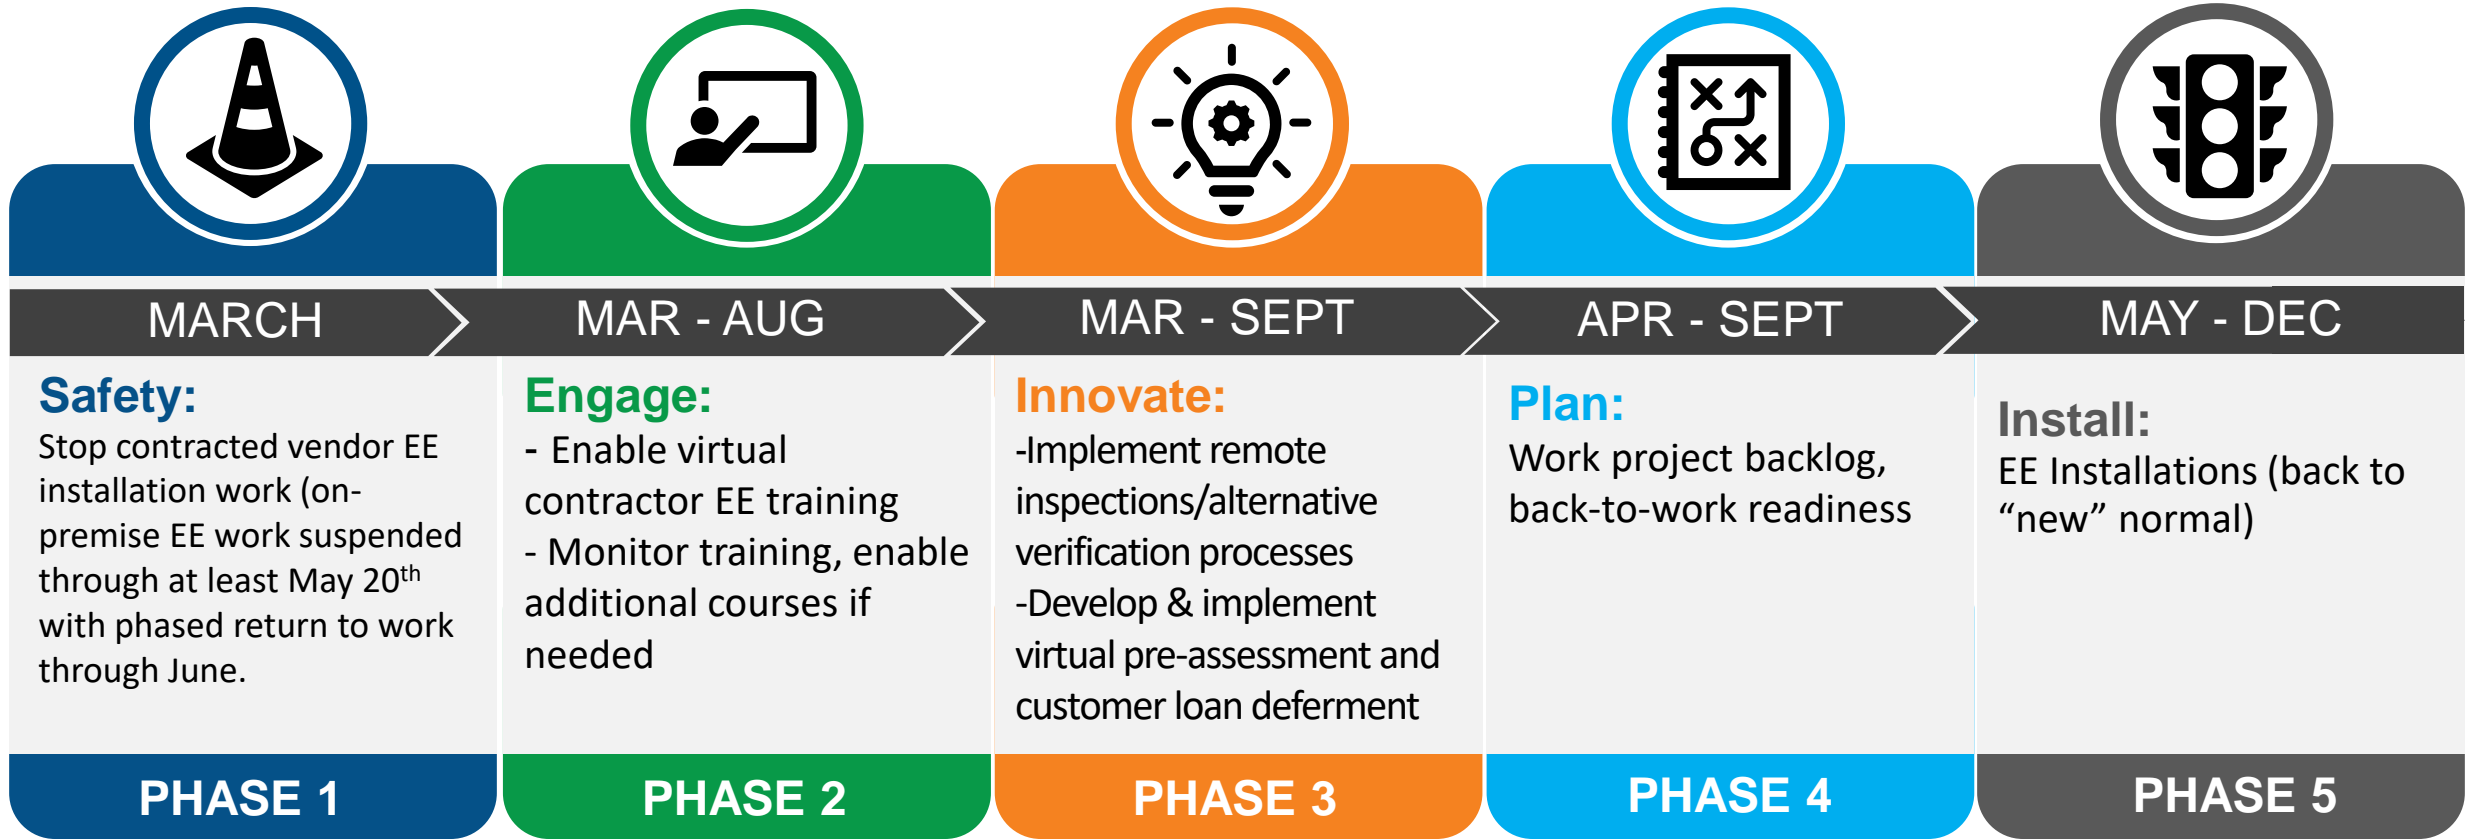 MARCH
Safety:
Stop contracted vendor EE
installation work (on-
premise EE work suspended
through at least May 20th
with phased return to work
through June.
PHASE 1
MAR - AUG
Engage:
- Enable virtual
contractor EE training
- Monitor training, enable
additional courses if
needed
PHASE 2
MAR - SEPT
Innovate:
-Implement remote
inspections/alternative
verification processes
-Develop & implement
virtual pre-assessment and
customer loan deferment
PHASE 3
APR - SEPT
Plan:
Work project backlog,
back-to-work readiness
PHASE 4
MAY - DEC
Install:
EE Installations (back to
“new” normal)
PHASE 5